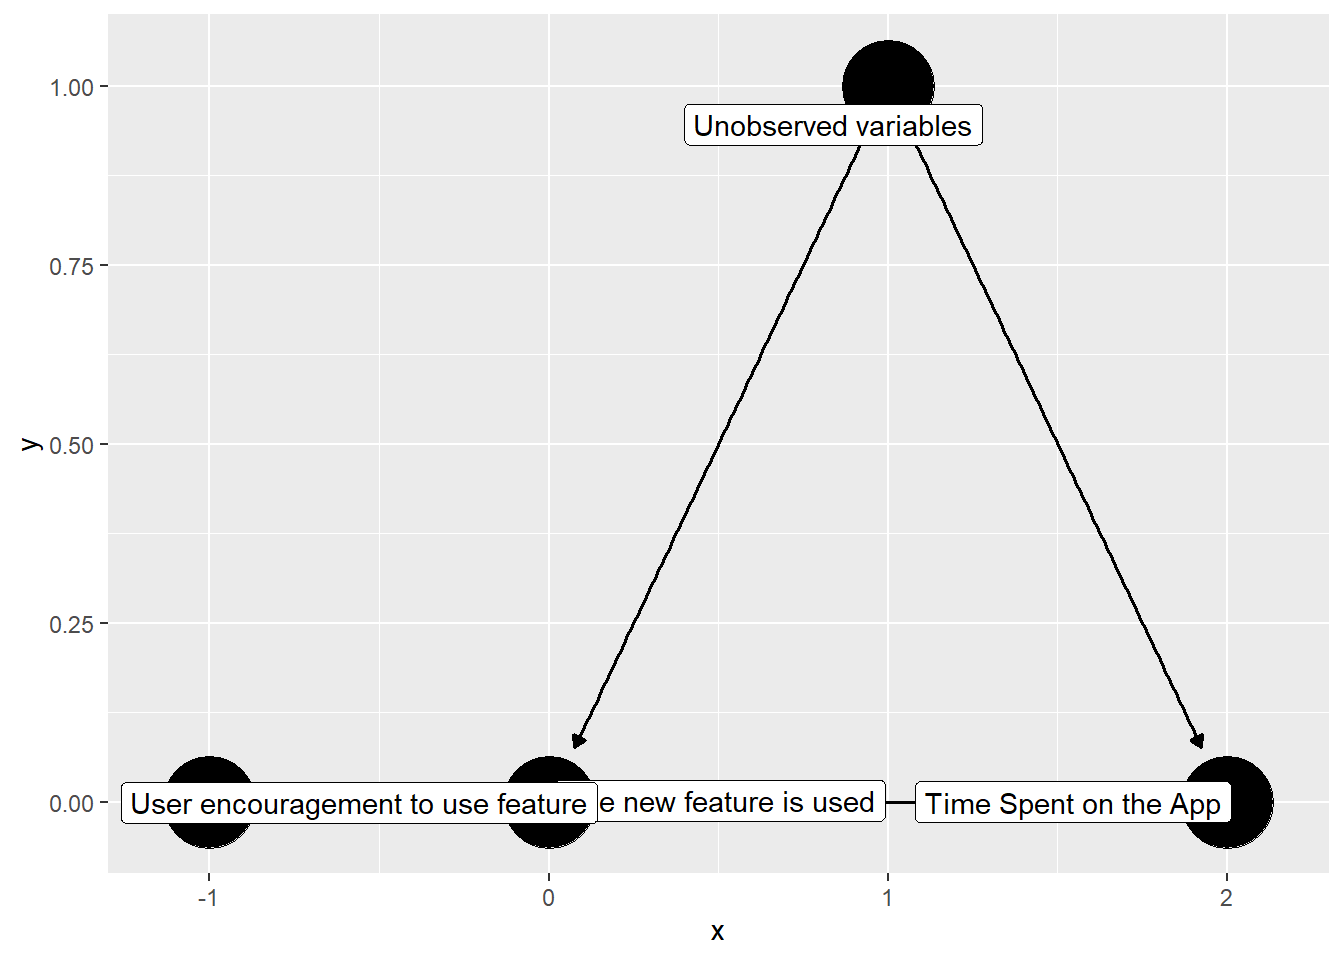 1.00
Unobserved variables
0.75
0.50
y
0.25
0.00
User encouragement to use feature
new feature is used
Time Spent on the App
-1
0
1
2
x